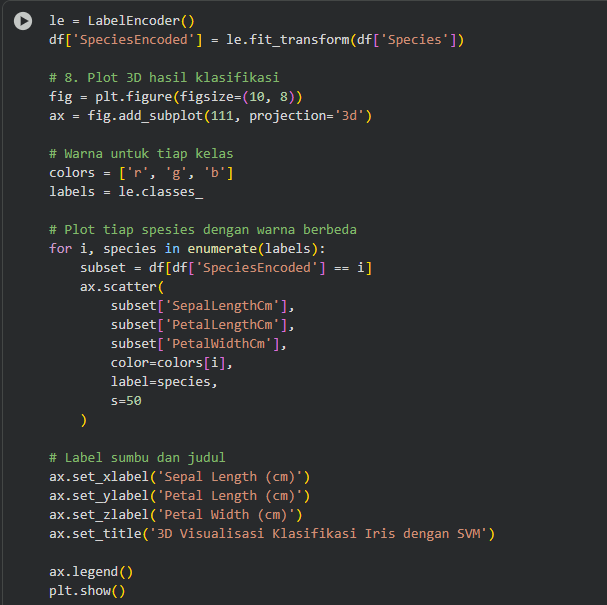 le = LabelEncoder()
df['SpeciesEncoded'] = le.fit_transform(df['Species'])

# 8. Plot 3D hasil klasifikasi
fig = plt.figure(figsize=(10, 8))
ax = fig.add_subplot(111, projection='3d')

# Warna untuk tiap kelas
colors = ['r', 'g', 'b']
labels = le.classes_

# Plot tiap spesies dengan warna berbeda
for i, species in enumerate(labels):
    subset = df[df['SpeciesEncoded'] == i]
    ax.scatter(
        subset['SepalLengthCm'],
        subset['PetalLengthCm'],
        subset['PetalWidthCm'],
        color=colors[i],
        label=species,
        s=50
    )

# Label sumbu dan judul
ax.set_xlabel('Sepal Length (cm)')
ax.set_ylabel('Petal Length (cm)')
ax.set_zlabel('Petal Width (cm)')
ax.set_title('3D Visualisasi Klasifikasi Iris dengan SVM')

ax.legend()
plt.show()